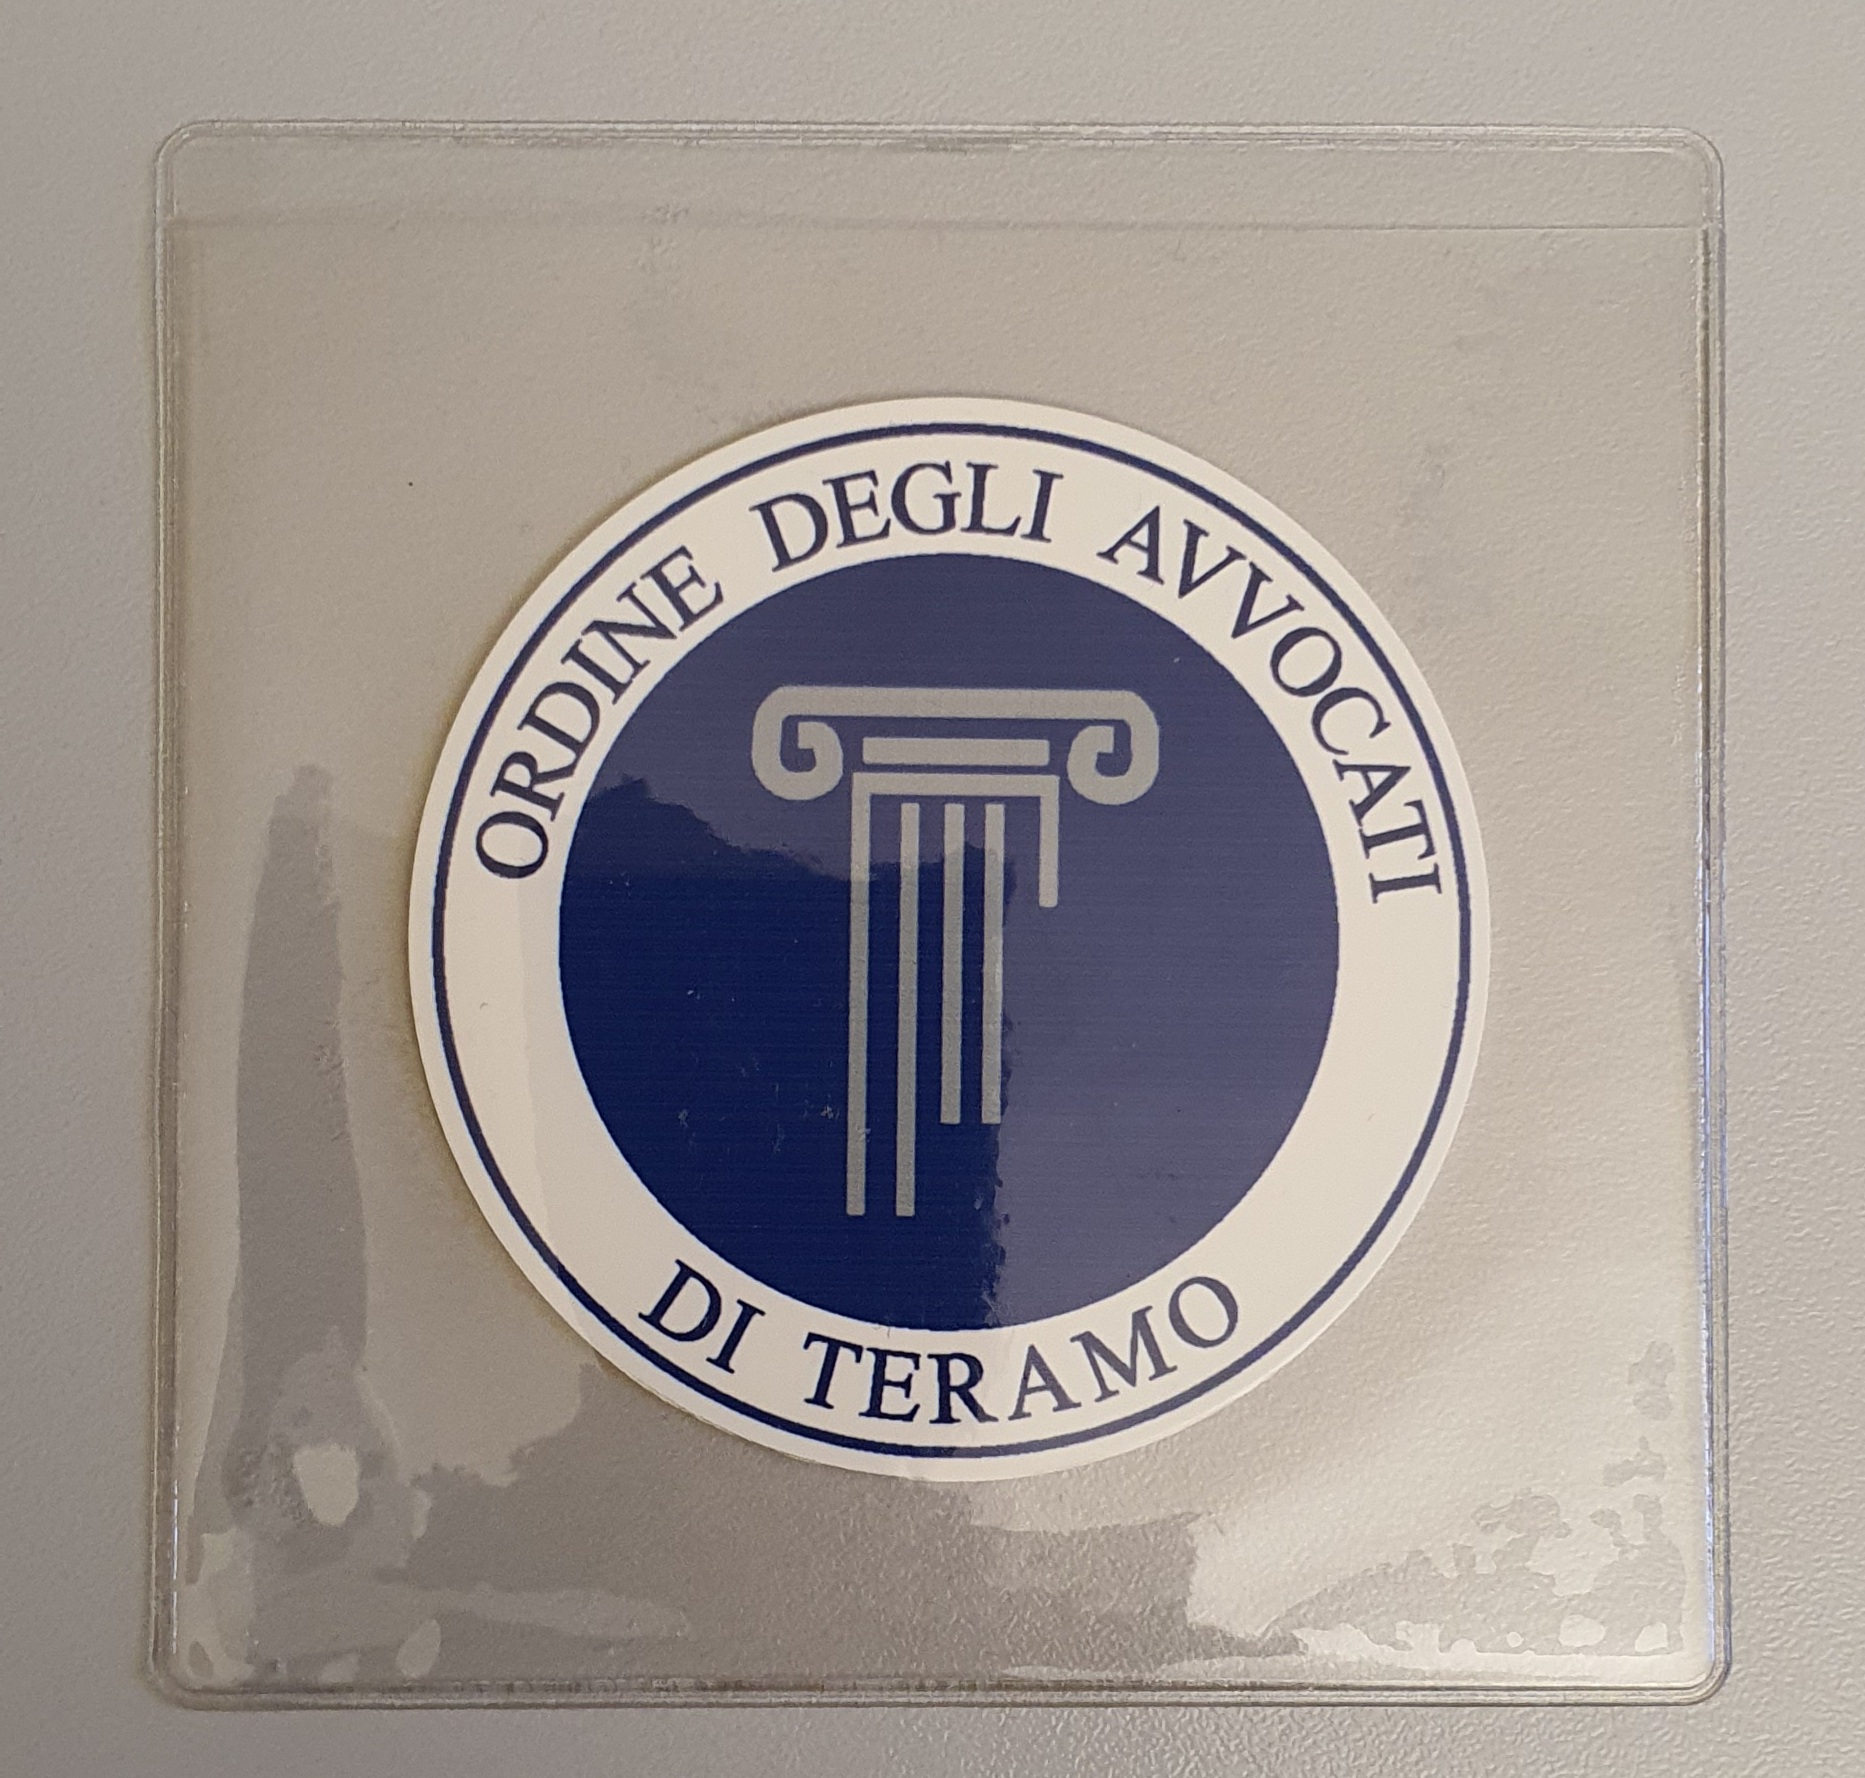 ORDINE DEGLI AVVOCATI
DI TERAMO